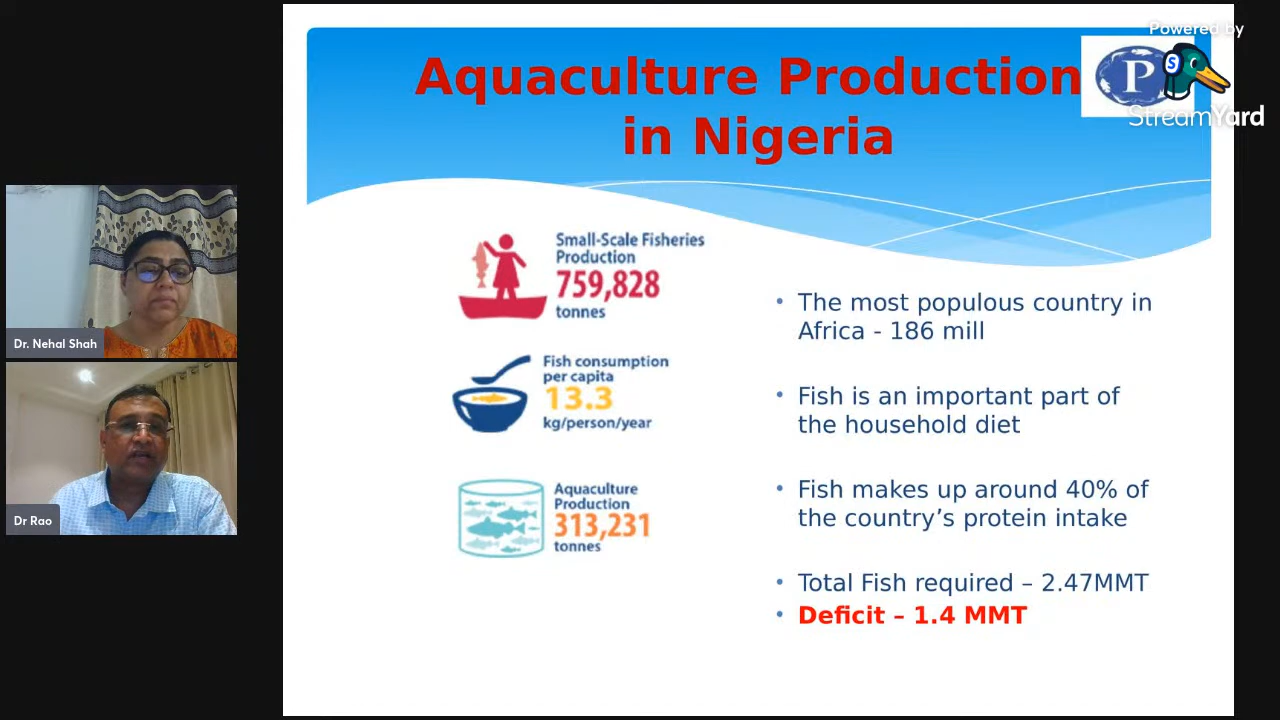 Aquaculture Production
in Nigeria
Powered by
P
S
StreamYard
Small-Scale Fisheries
Production
759,828
tonnes
Fish consumption
per capita
13.3
kg/person/year
Aquaculture
Production
313,231
tonnes
• The most populous country in
Africa - 186 mill
• Fish is an important part of
the household diet
• Fish makes up around 40% of
the country’s protein intake
• Total Fish required – 2.47MMT
• Deficit – 1.4 MMT
Dr. Nehal Shah
Dr Rao